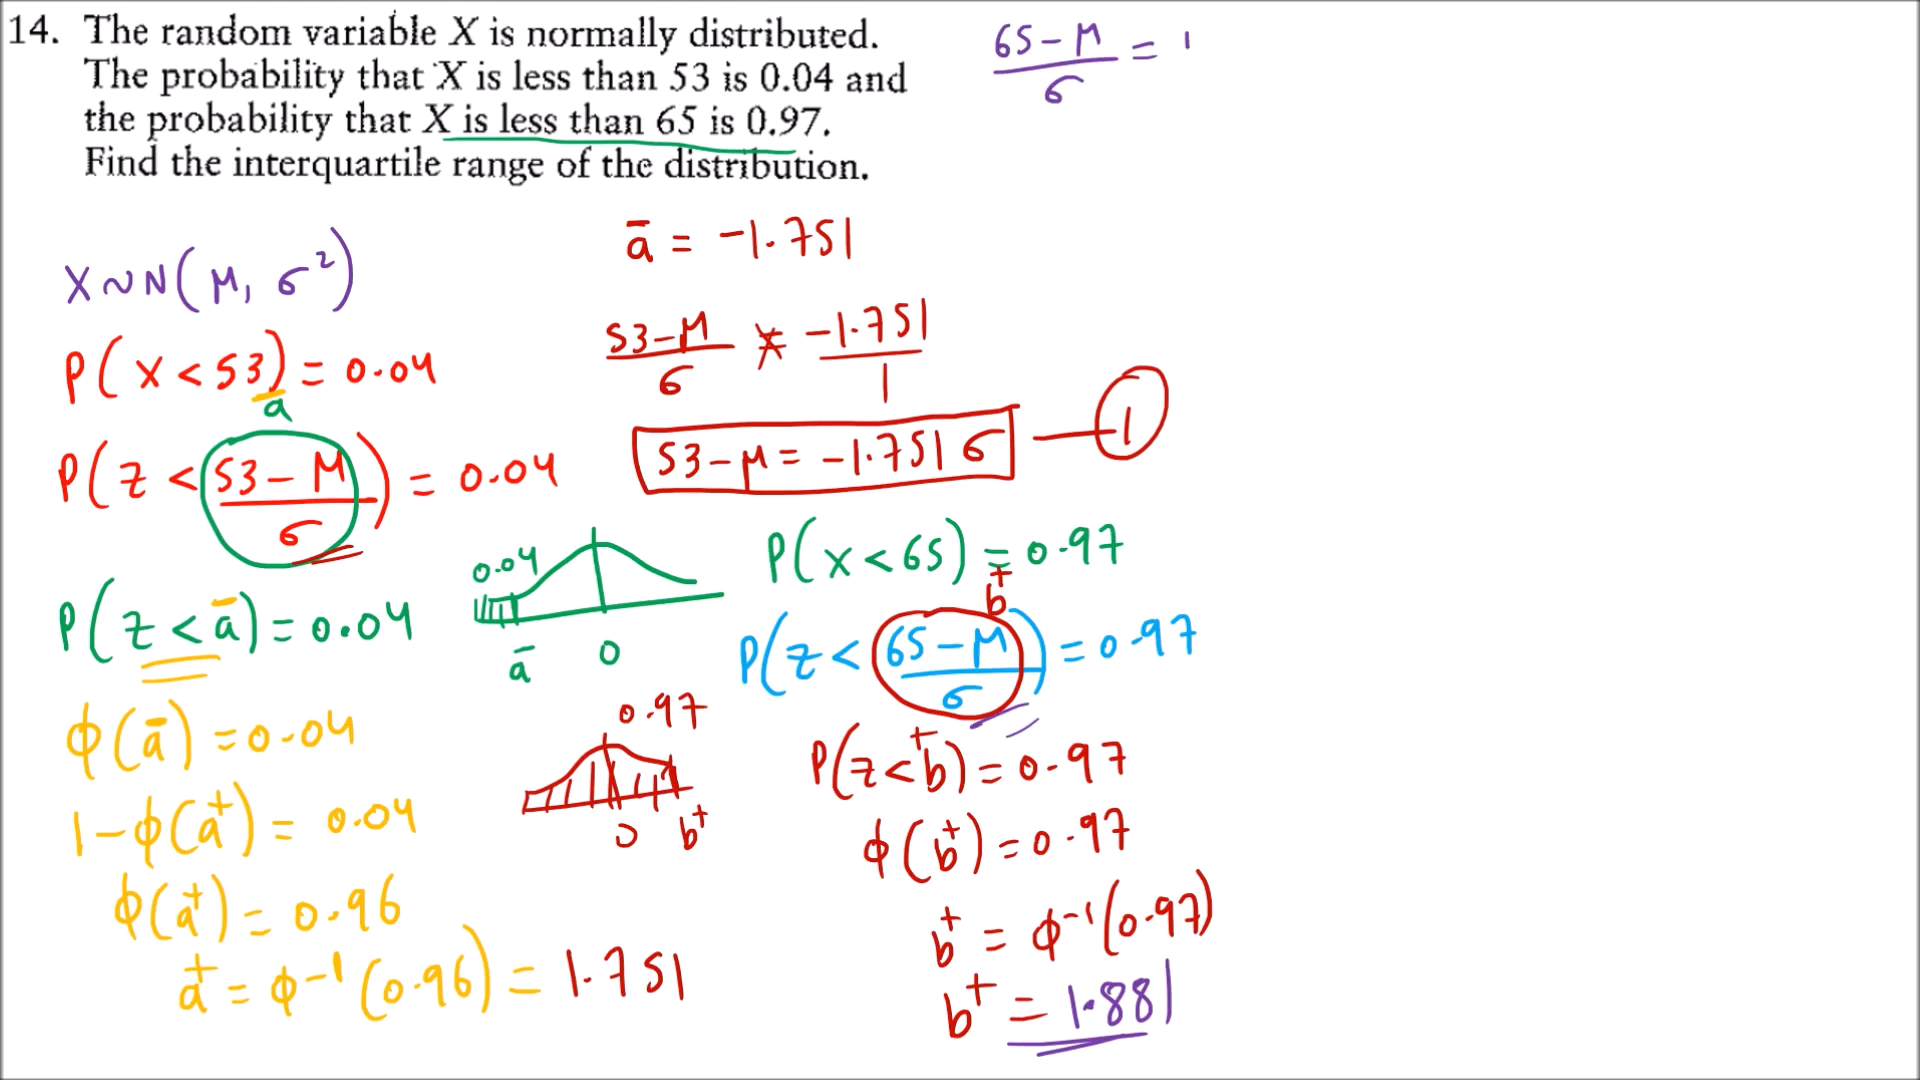 14. The random variable X is normally distributed.
The probability that X is less than 53 is 0.04 and
the probability that X is less than 65 is 0.97.
Find the interquartile range of the distribution.
65-μ/σ = 1
X~N(μ, σ²)
P(X<53) = 0.04
a
P(Z < 53-μ/σ) = 0.04
P(Z < a̅) = 0.04
ϕ(a̅) = 0.04
1-ϕ(a⁺) = 0.04
ϕ(a⁺) = 0.96
a⁺ = ϕ⁻¹(0.96) = 1.751
a̅ = -1.751
53-μ/σ = -1.751/1
53-μ = -1.751σ — 1
0.04
a̅ 0
0.97
0 b⁺
P(X<65) = 0.97
b⁺
P(Z < 65-μ/σ) = 0.97
P(Z < b⁺) = 0.97
ϕ(b⁺) = 0.97
b⁺ = ϕ⁻¹(0.97)
b⁺ = 1.881